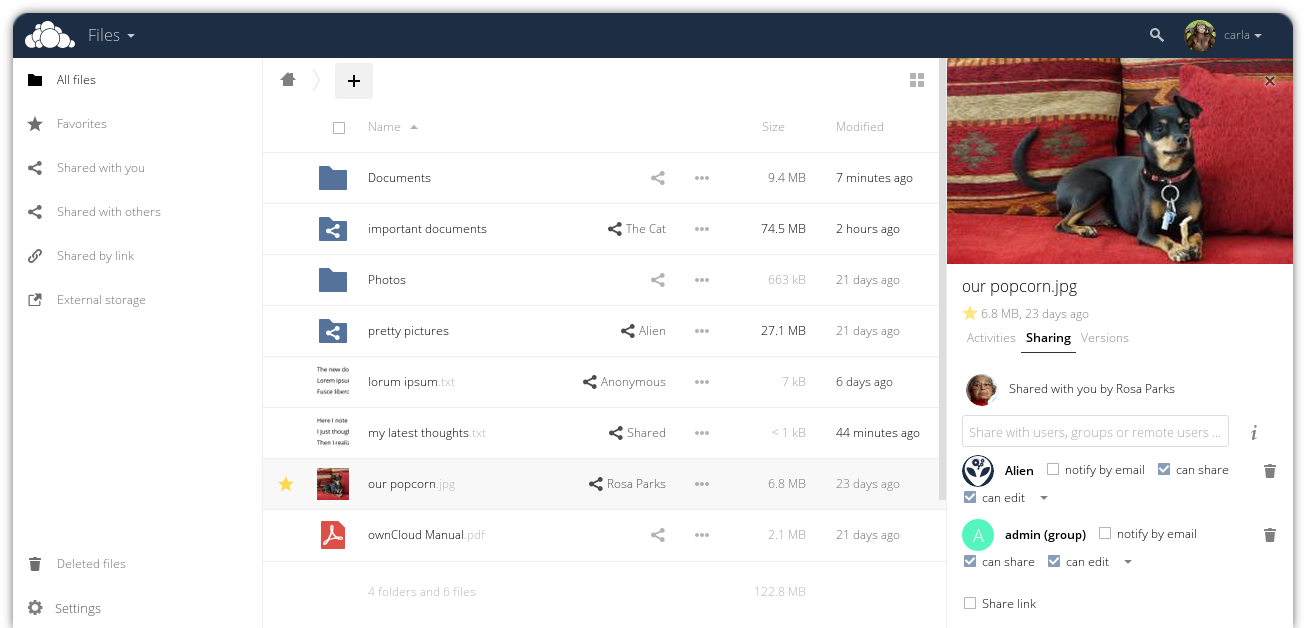 Files
carla
All files
Favorites
Shared with you
Shared with others
Shared by link
External storage
Deleted files
Settings
+
Name Size Modified
Documents 9.4 MB 7 minutes ago
important documents The Cat 74.5 MB 2 hours ago
Photos 663 kB 21 days ago
pretty pictures Alien 27.1 MB 21 days ago
The new do
Lorem ipsu
Fusce liberc
lorum ipsum.txt Anonymous 7 kB 6 days ago
Here I note
I just though
Then I realiz
my latest thoughts.txt Shared < 1 kB 44 minutes ago
our popcorn.jpg Rosa Parks 6.8 MB 23 days ago
ownCloud Manual.pdf 2.1 MB 21 days ago
4 folders and 6 files 122.8 MB
our popcorn.jpg
6.8 MB, 23 days ago
Activities Sharing Versions
Shared with you by Rosa Parks
Share with users, groups or remote users ...
i
Alien notify by email can share
can edit
A admin (group) notify by email
can share can edit
Share link